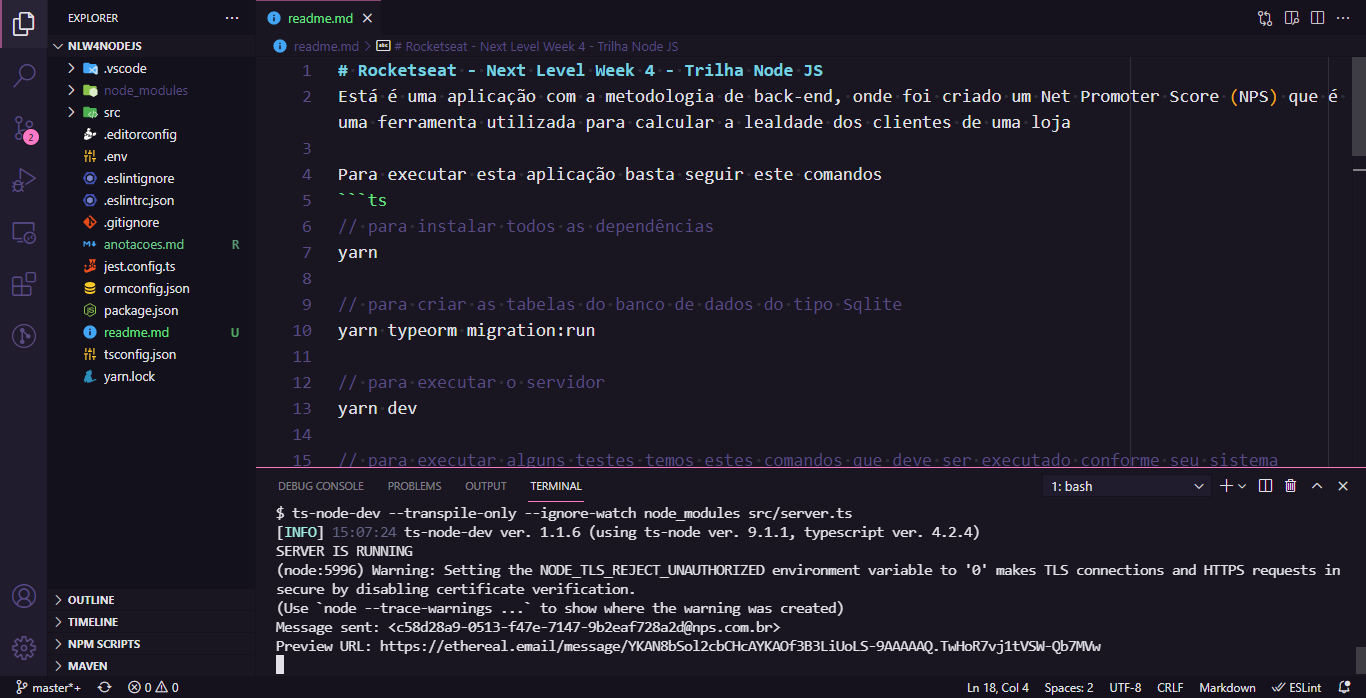 EXPLORER
NLW4NODEJS
.vscode
node_modules
src
.editorconfig
.env
.eslintignore
.eslintrc.json
.gitignore
anotacoes.md R
jest.config.ts
ormconfig.json
package.json
readme.md U
tsconfig.json
yarn.lock
OUTLINE
TIMELINE
NPM SCRIPTS
MAVEN
2
readme.md
readme.md > # Rocketseat - Next Level Week 4 - Trilha Node JS
1 # Rocketseat - Next Level Week 4 - Trilha Node JS
2 Está é uma aplicação com a metodologia de back-end, onde foi criado um Net Promoter Score (NPS) que é
uma ferramenta utilizada para calcular a lealdade dos clientes de uma loja
3
4 Para executar esta aplicação basta seguir este comandos
5 ```ts
6 // para instalar todos as dependências
7 yarn
8
9 // para criar as tabelas do banco de dados do tipo Sqlite
10 yarn typeorm migration:run
11
12 // para executar o servidor
13 yarn dev
14
15 // para executar alguns testes temos estes comandos que deve ser executado conforme seu sistema
DEBUG CONSOLE PROBLEMS OUTPUT TERMINAL 1: bash
$ ts-node-dev --transpile-only --ignore-watch node_modules src/server.ts
[INFO] 15:07:24 ts-node-dev ver. 1.1.6 (using ts-node ver. 9.1.1, typescript ver. 4.2.4)
SERVER IS RUNNING
(node:5996) Warning: Setting the NODE_TLS_REJECT_UNAUTHORIZED environment variable to '0' makes TLS connections and HTTPS requests in
secure by disabling certificate verification.
(Use `node --trace-warnings ...` to show where the warning was created)
Message sent: <c58d28a9-0513-f47e-7147-9b2eaf728a2d@nps.com.br>
Preview URL: https://ethereal.email/message/YKAN8bSol2cbCHcAYKAOf3B3LiUoLS-9AAAAAQ.TwHoR7vj1tVSW-Qb7MVw
master*+ 0 0 Ln 18, Col 4 Spaces: 2 UTF-8 CRLF Markdown ESLint